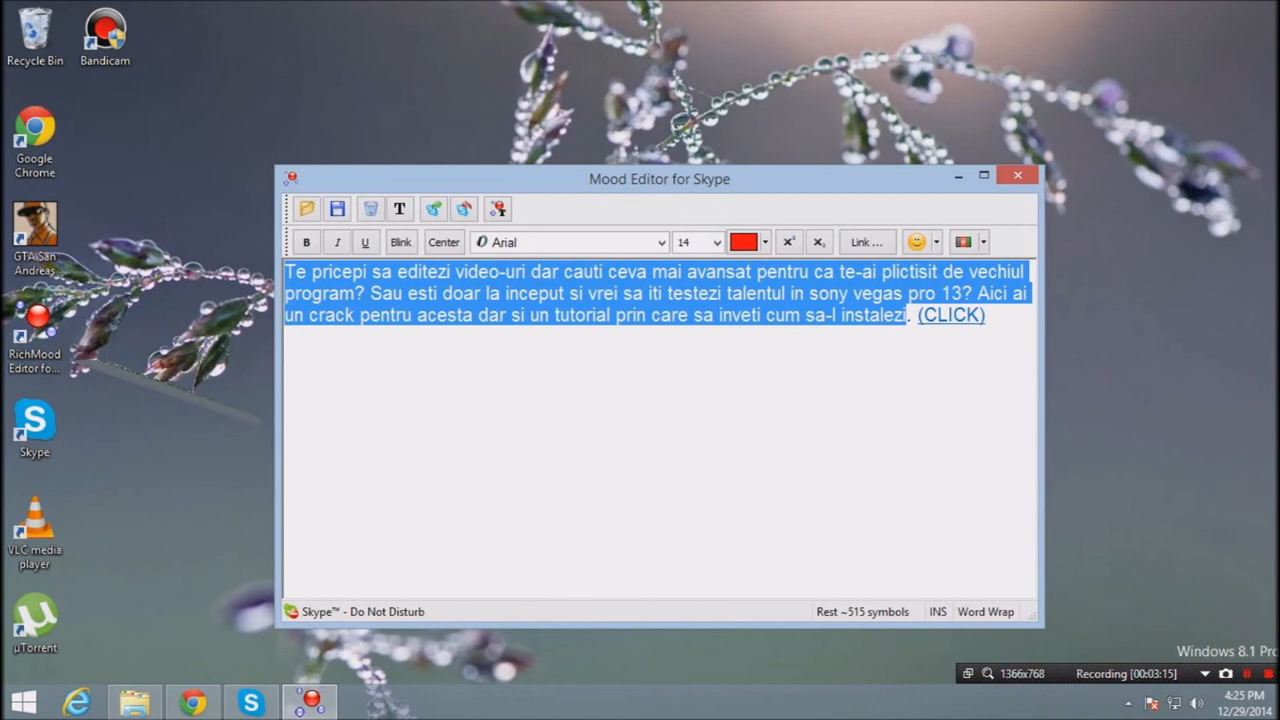 Recycle Bin
Bandicam
Google
Chrome
GTA San
Andreas
RichMood
Editor fo...
Skype
VLC media
player
µTorrent
Mood Editor for Skype
B I U Blink Center Arial 14 X² X₂ Link ...
Te pricepi sa editezi video-uri dar cauti ceva mai avansat pentru ca te-ai plictisit de vechiul
program? Sau esti doar la inceput si vrei sa iti testezi talentul in sony vegas pro 13? Aici ai
un crack pentru acesta dar si un tutorial prin care sa inveti cum sa-l instalezi. (CLICK)
Skype™ - Do Not Disturb Rest ~515 symbols INS Word Wrap
Windows 8.1 Pro
1366x768 Recording [00:03:15]
4:25 PM
12/29/2014